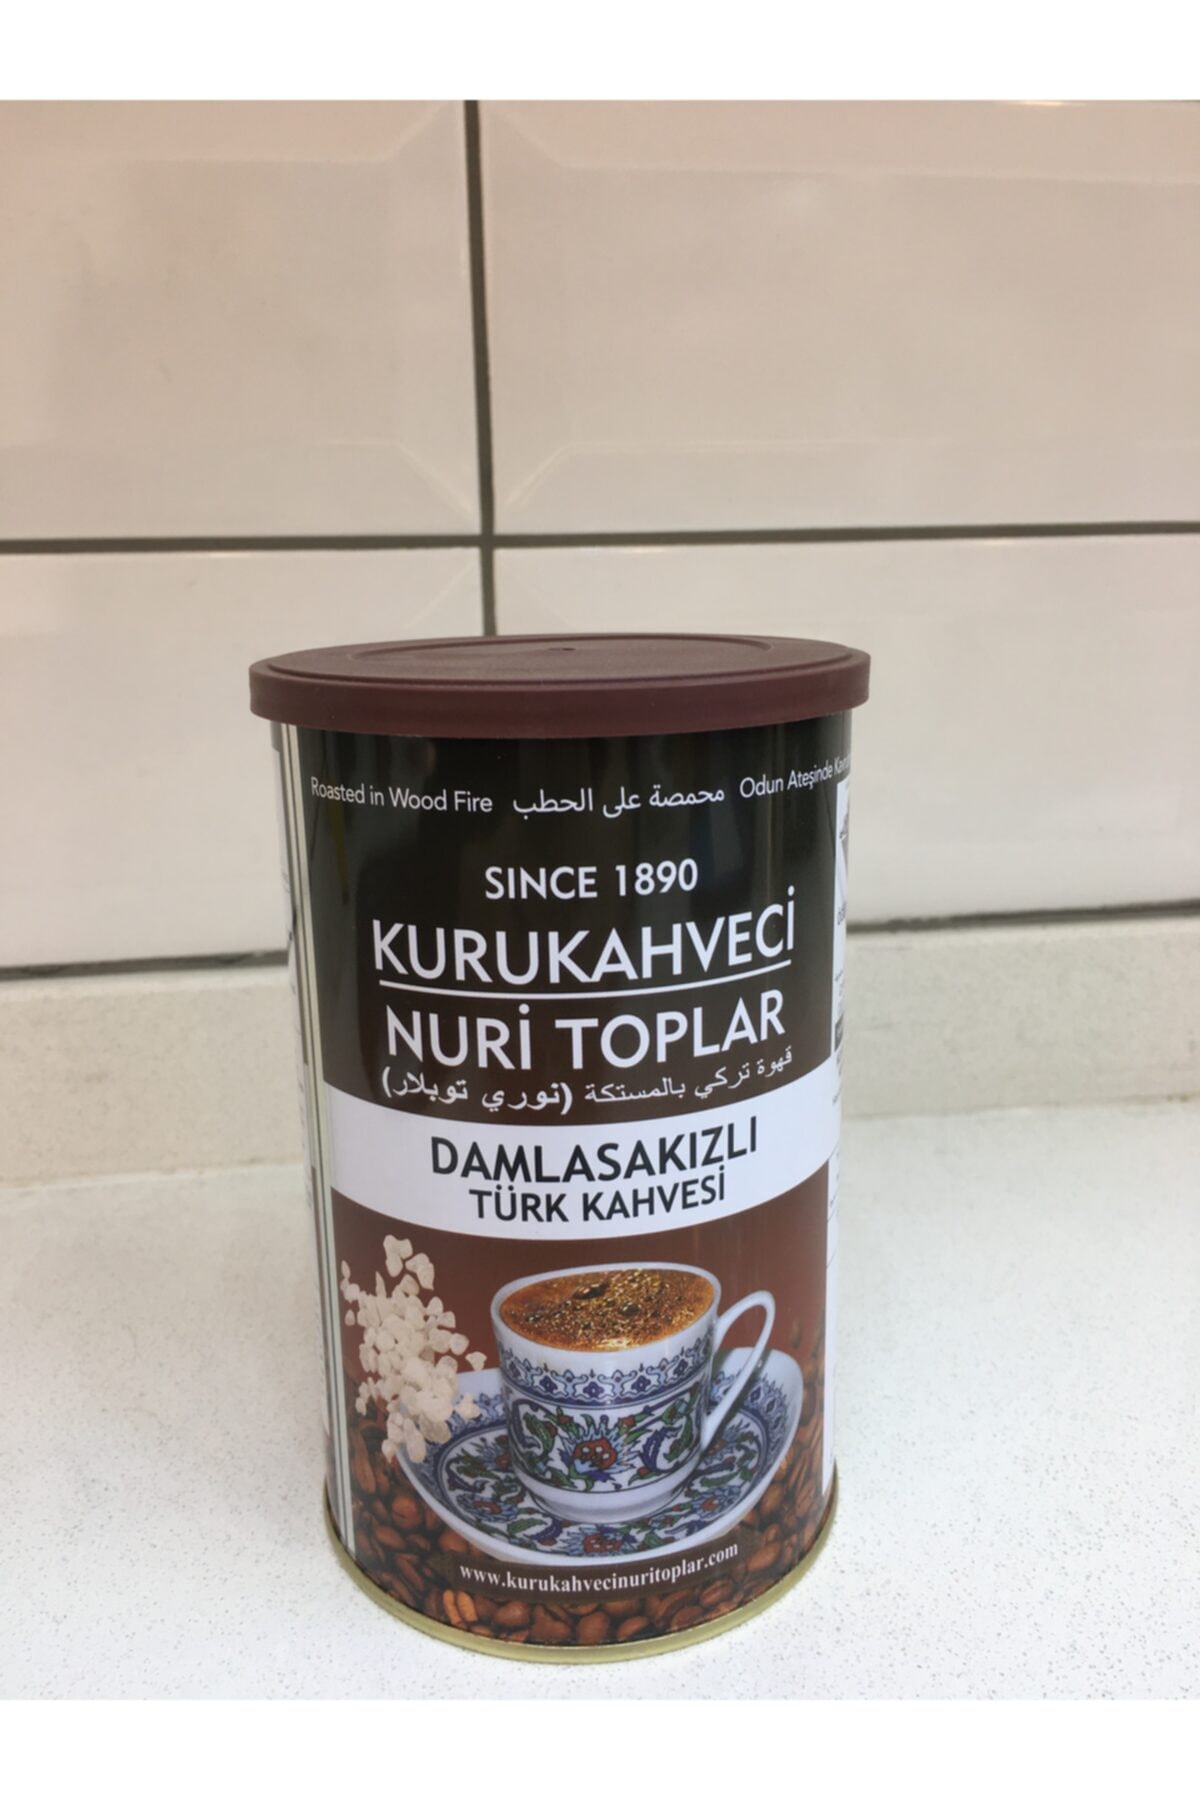 Roasted in Wood Fire محمصة على الحطب Odun Ateşinde
SINCE 1890
KURUKAHVECİ
NURİ TOPLAR
قهوة تركي بالمستكة (نوري توبلار)
DAMLASAKIZLI
TÜRK KAHVESİ
www.kurukahvecinuritoplar.com